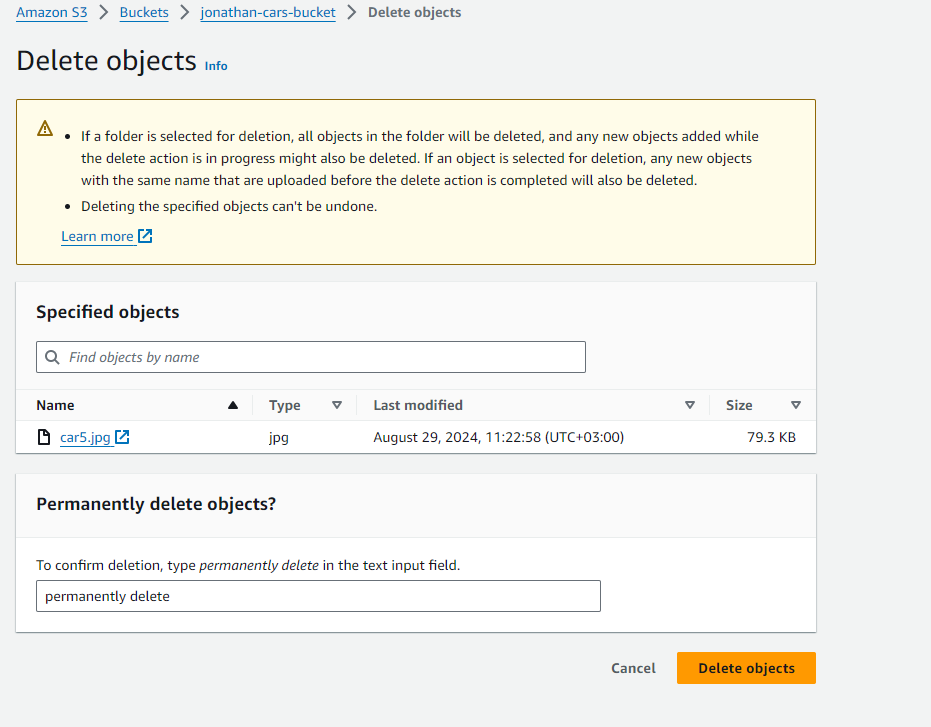 Amazon S3 > Buckets > jonathan-cars-bucket > Delete objects
Delete objects Info
If a folder is selected for deletion, all objects in the folder will be deleted, and any new objects added while
the delete action is in progress might also be deleted. If an object is selected for deletion, any new objects
with the same name that are uploaded before the delete action is completed will also be deleted.
Deleting the specified objects can't be undone.
Learn more
Specified objects
Find objects by name
Name Type Last modified Size
car5.jpg jpg August 29, 2024, 11:22:58 (UTC+03:00) 79.3 KB
Permanently delete objects?
To confirm deletion, type permanently delete in the text input field.
permanently delete
Cancel Delete objects